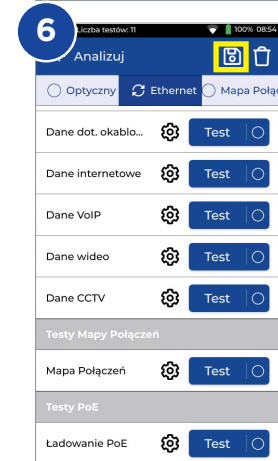 6
Liczba testów: 11 100% 08:54
Analizuj
Optyczny Ethernet Mapa Połąc
Dane dot. okablo... Test
Dane internetowe Test
Dane VoIP Test
Dane wideo Test
Dane CCTV Test
Testy Mapy Połączeń
Mapa Połączeń Test
Testy PoE
Ładowanie PoE Test